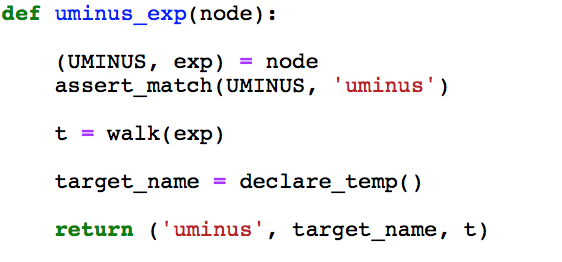 def uminus_exp(node):
    (UMINUS, exp) = node
    assert_match(UMINUS, 'uminus')
    t = walk(exp)
    target_name = declare_temp()
    return ('uminus', target_name, t)